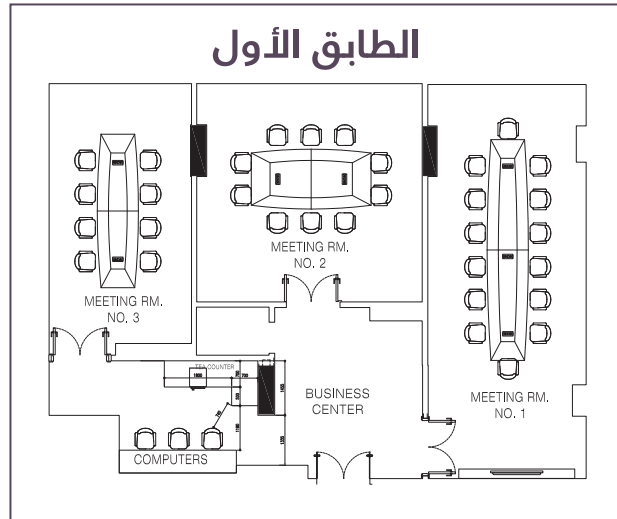 الطابق الأول
MEETING RM.
NO. 2
MEETING RM.
NO. 3
MEETING RM.
NO. 1
TEA COUNTER
BUSINESS
CENTER
COMPUTERS